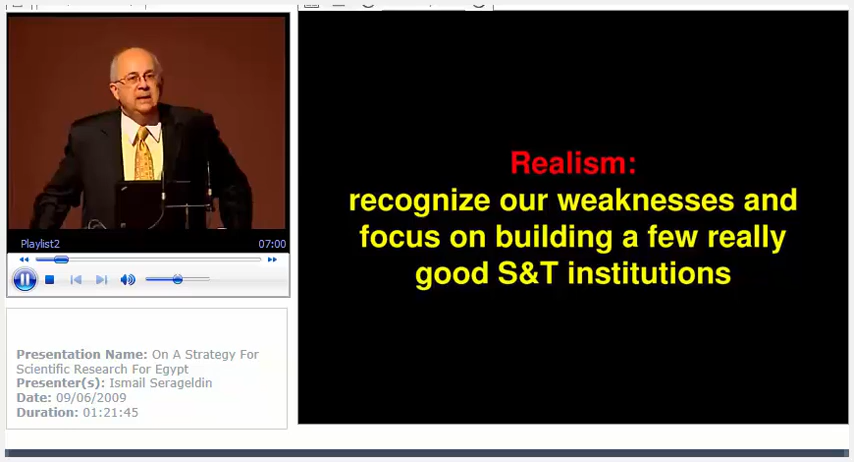 Realism:
recognize our weaknesses and
focus on building a few really
good S&T institutions
Playlist2 07:00
Presentation Name: On A Strategy For
Scientific Research For Egypt
Presenter(s): Ismail Serageldin
Date: 09/06/2009
Duration: 01:21:45